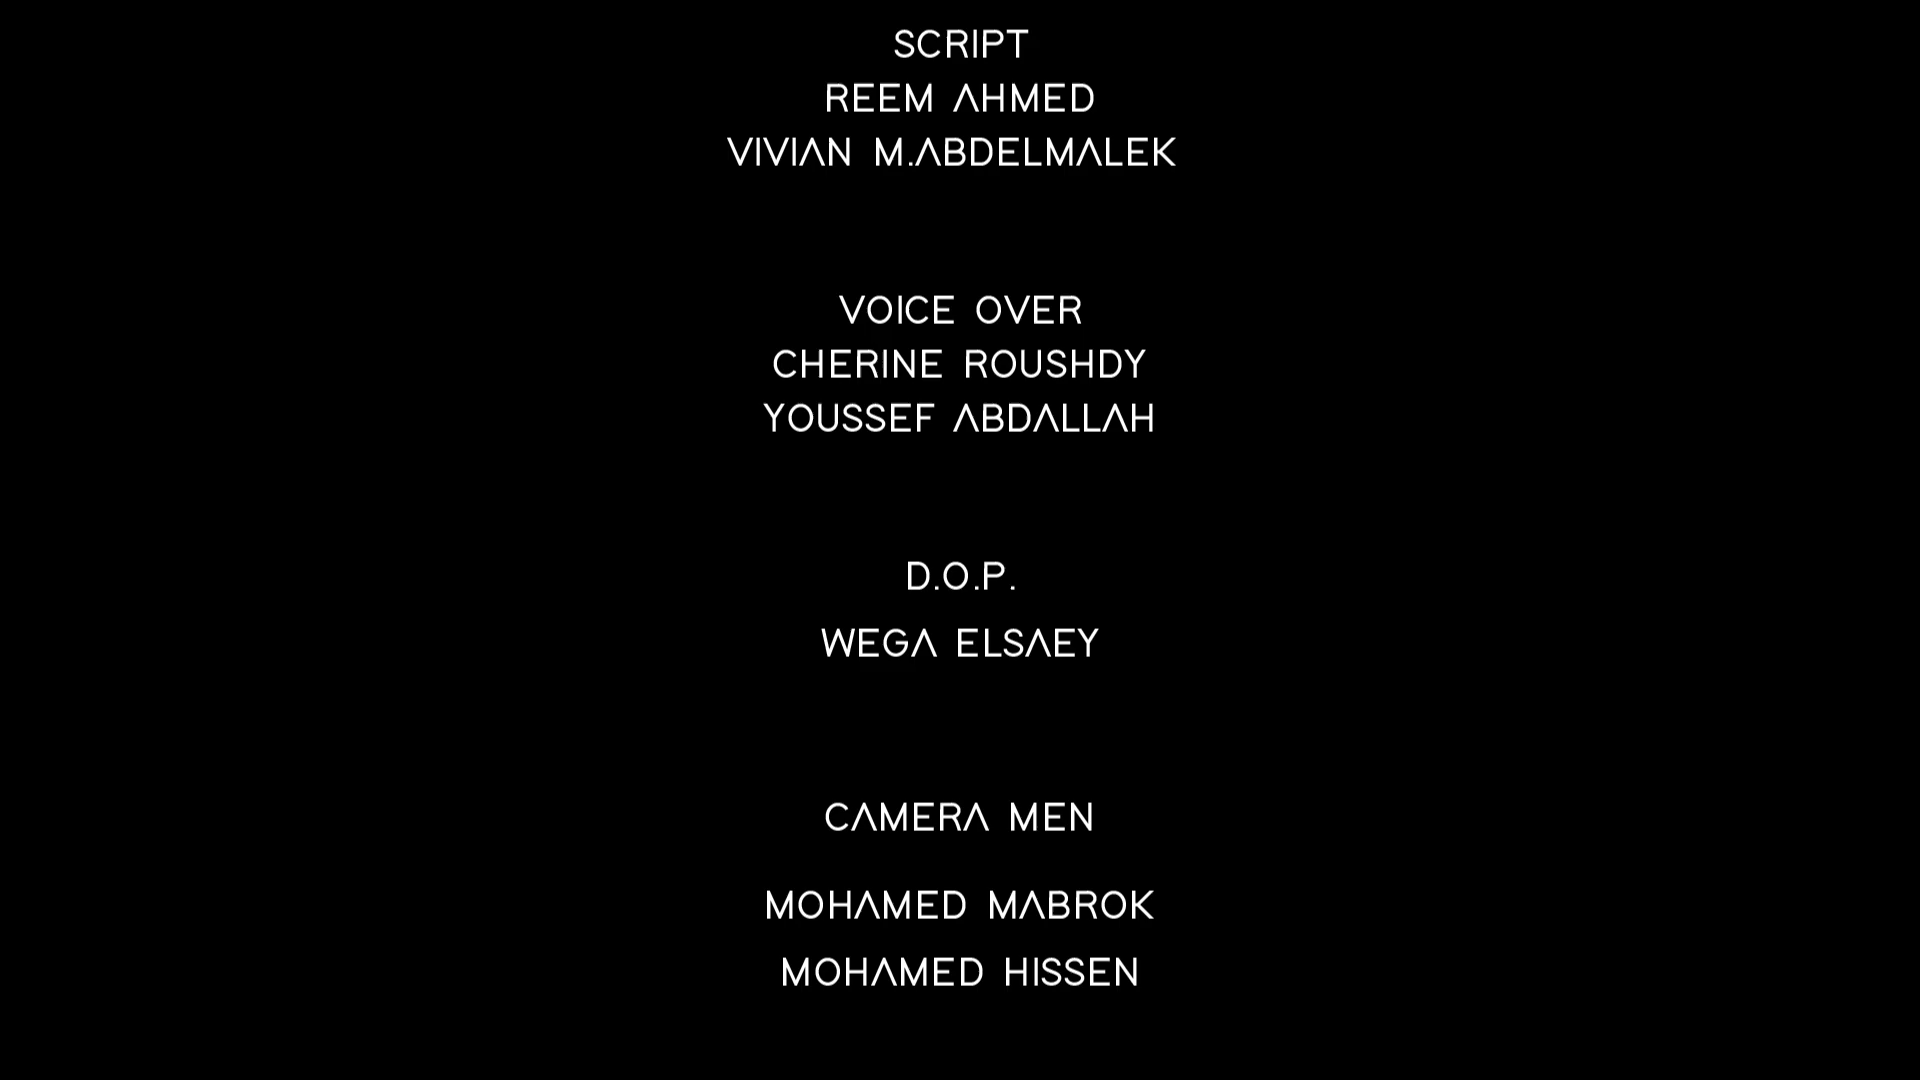 SCRIPT
REEM AHMED
VIVIAN M.ABDELMALEK
VOICE OVER
CHERINE ROUSHDY
YOUSSEF ABDALLAH
D.O.P.
WEGA ELSAEY
CAMERA MEN
MOHAMED MABROK
MOHAMED HISSEN